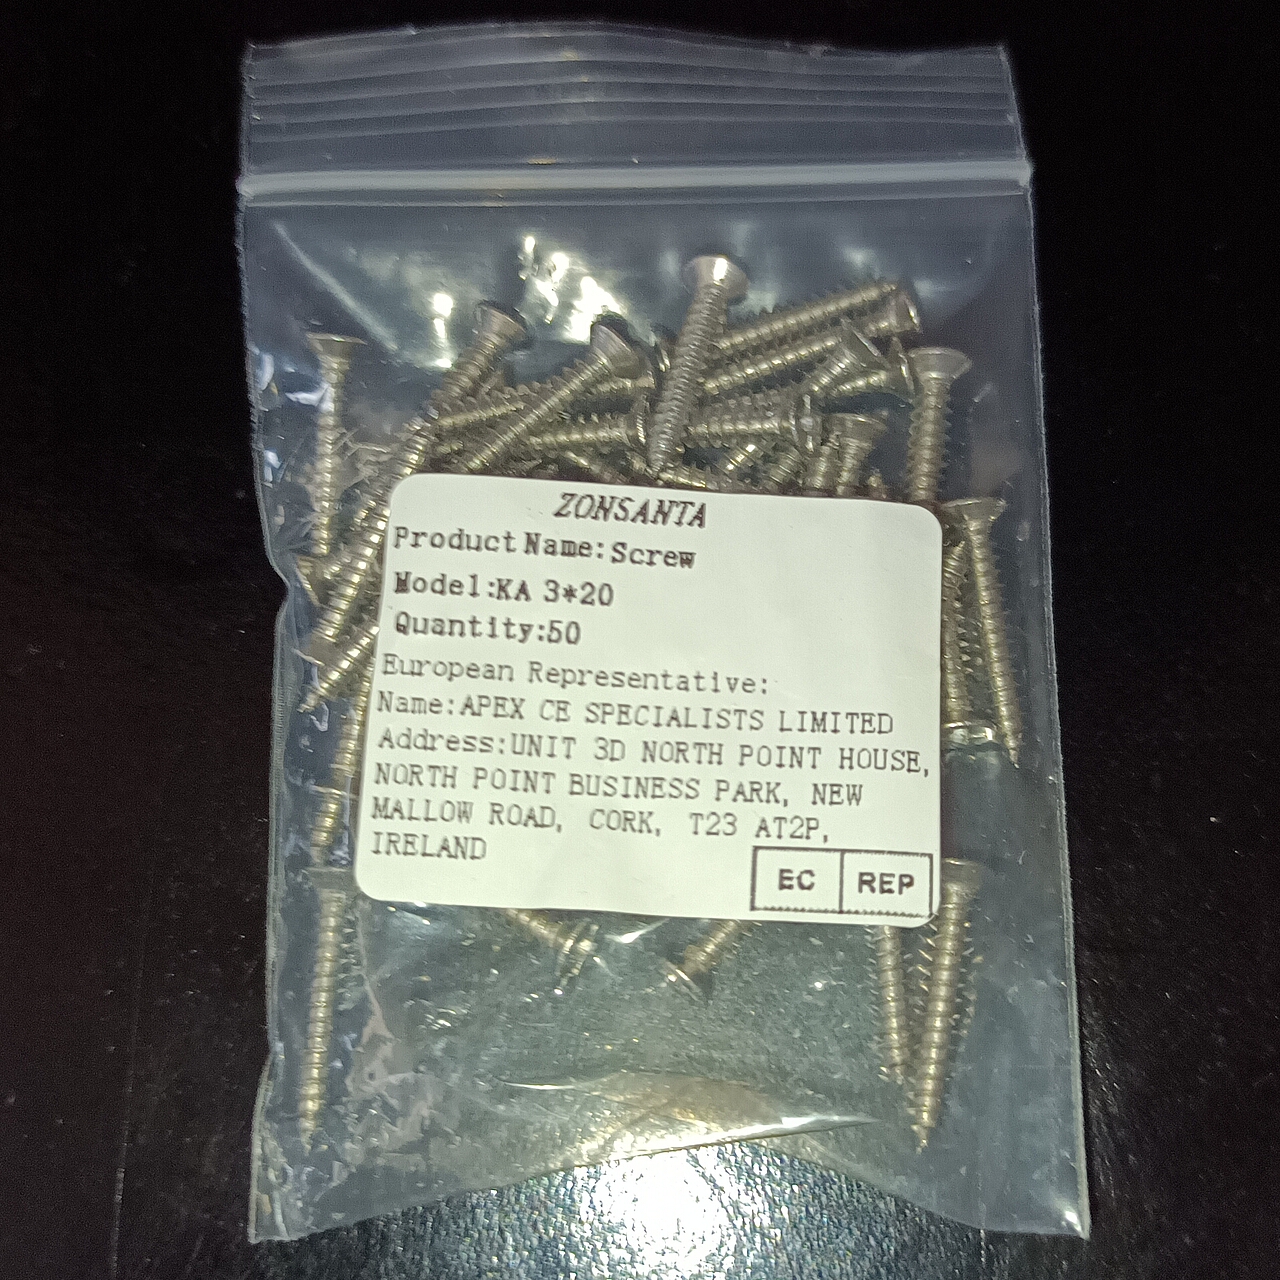 ZONSANTA
Product Name:Screw
Model:KA 3*20
Quantity:50
European Representative:
Name:APEX CE SPECIALISTS LIMITED
Address:UNIT 3D NORTH POINT HOUSE,
NORTH POINT BUSINESS PARK, NEW
MALLOW ROAD, CORK, T23 AT2P,
IRELAND
EC REP